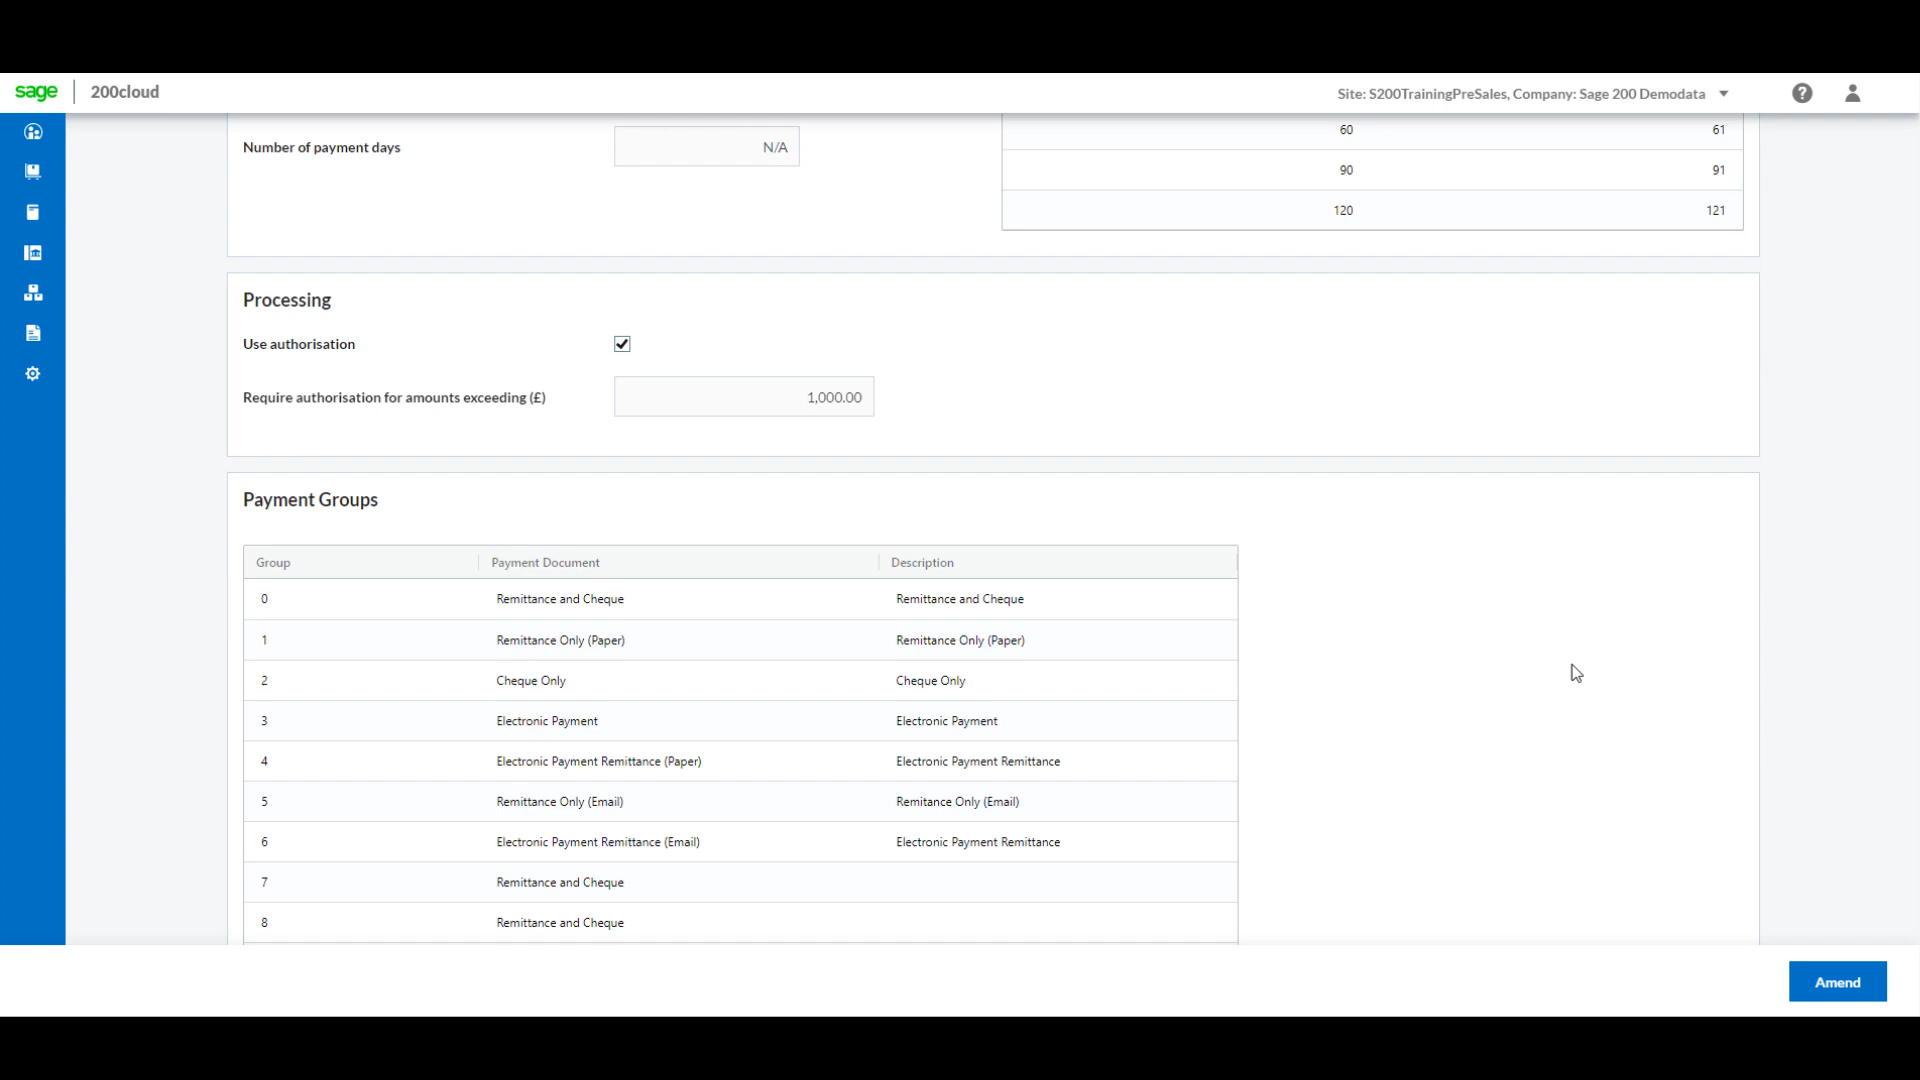 sage 200cloud Site: S200TrainingPreSales, Company: Sage 200 Demodata
60 61
Number of payment days N/A
90 91
120 121
Processing
Use authorisation
Require authorisation for amounts exceeding (£) 1,000.00
Payment Groups
Group Payment Document Description
0 Remittance and Cheque Remittance and Cheque
1 Remittance Only (Paper) Remittance Only (Paper)
2 Cheque Only Cheque Only
3 Electronic Payment Electronic Payment
4 Electronic Payment Remittance (Paper) Electronic Payment Remittance
5 Remittance Only (Email) Remitance Only (Email)
6 Electronic Payment Remittance (Email) Electronic Payment Remittance
7 Remittance and Cheque
8 Remittance and Cheque
Amend